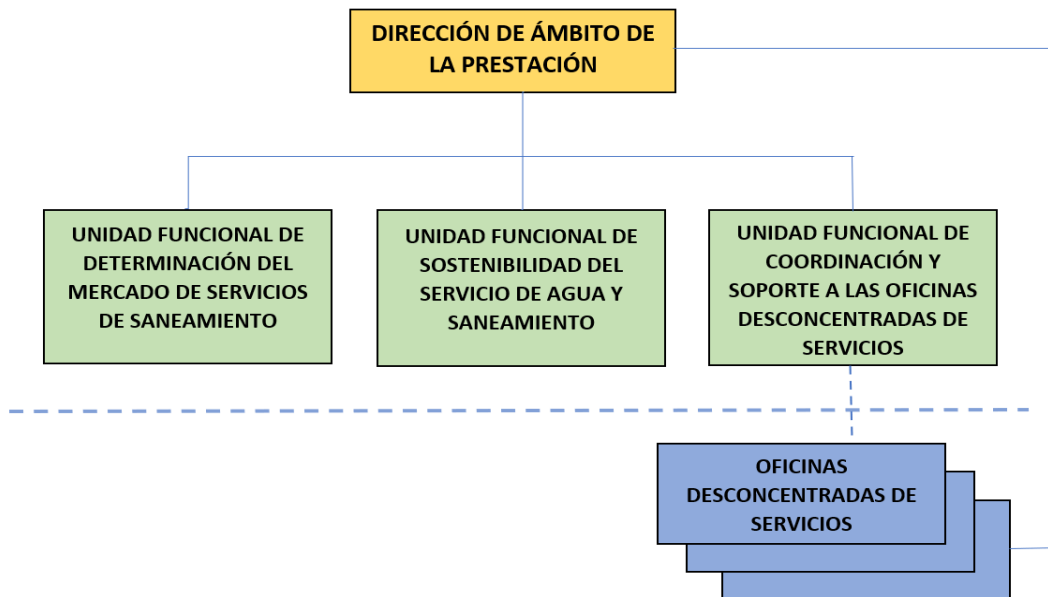 DIRECCIÓN DE ÁMBITO DE
LA PRESTACIÓN
UNIDAD FUNCIONAL DE
DETERMINACIÓN DEL
MERCADO DE SERVICIOS
DE SANEAMIENTO
UNIDAD FUNCIONAL DE
SOSTENIBILIDAD DEL
SERVICIO DE AGUA Y
SANEAMIENTO
UNIDAD FUNCIONAL DE
COORDINACIÓN Y
SOPORTE A LAS OFICINAS
DESCONCENTRADAS DE
SERVICIOS
OFICINAS
DESCONCENTRADAS DE
SERVICIOS